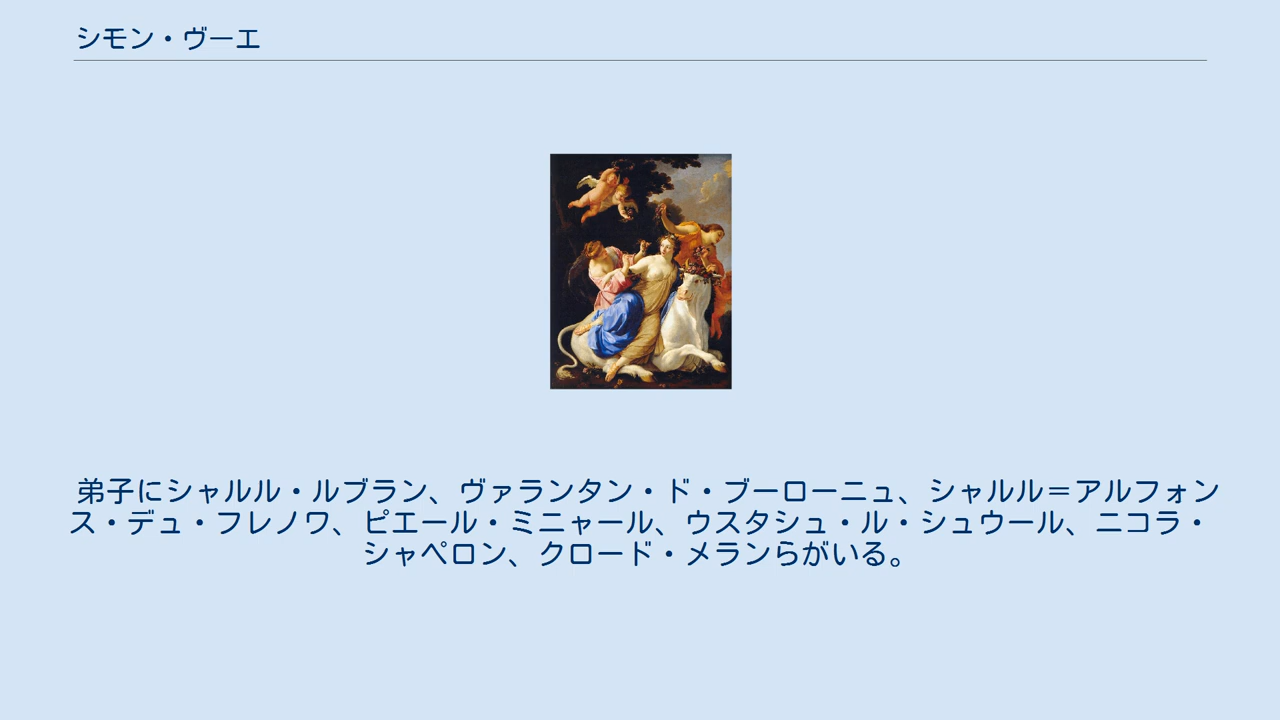 シモン・ヴーエ
弟子にシャルル・ルブラン、ヴァランタン・ド・ブーローニュ、シャルル＝アルフォン
ス・デュ・フレノワ、ピエール・ミニャール、ウスタシュ・ル・シュウール、ニコラ・
シャペロン、クロード・メランらがいる。